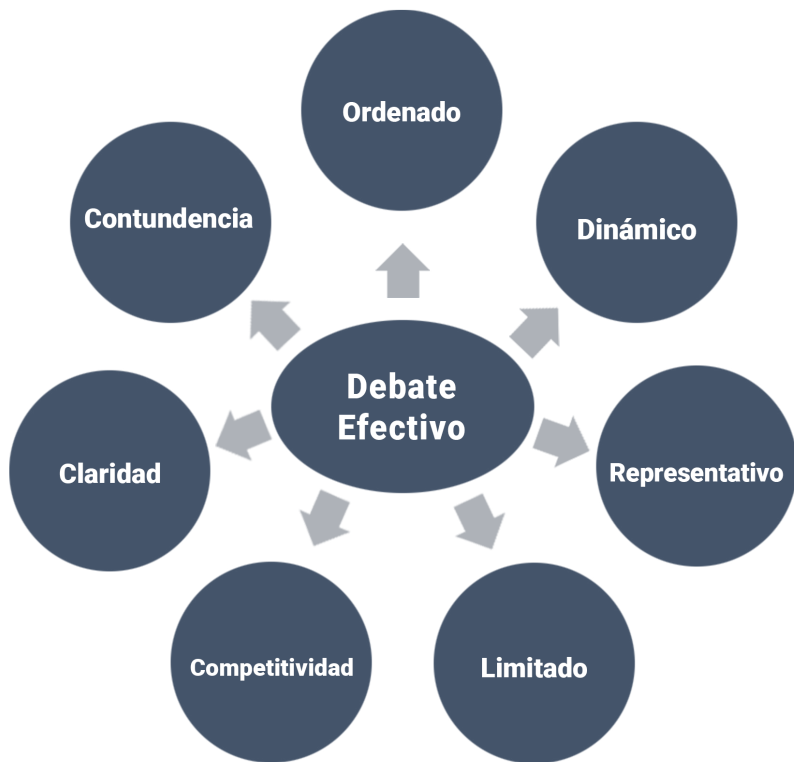 Ordenado
Contundencia
Dinámico
Debate
Efectivo
Claridad
Representativo
Competitividad
Limitado